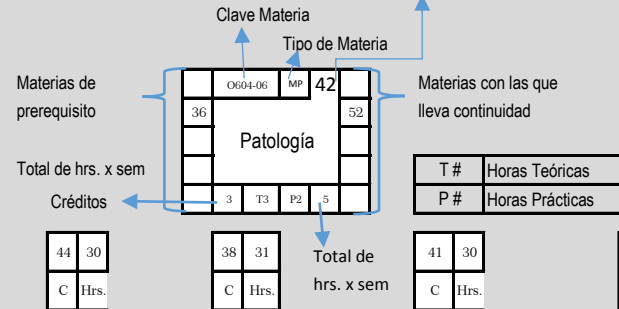 Clave Materia
Tipo de Materia
Materias de
prerequisito
O604-06 MP 42
Materias con las que
lleva continuidad
36 52
Patología
Total de hrs. x sem
Créditos
3 T3 P2 5
T # Horas Teóricas
P # Horas Prácticas
Total de
hrs. x sem
44 30
C Hrs.
38 31
C Hrs.
41 30
C Hrs.